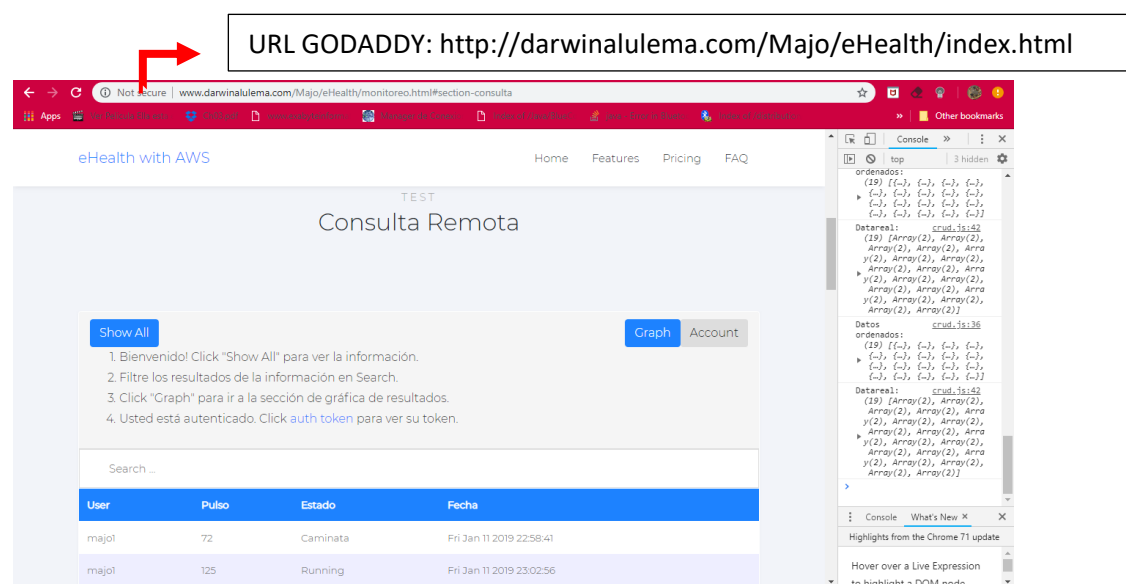 URL GODADDY: http://darwinalulema.com/Majo/eHealth/index.html
Not secure | www.darwinalulema.com/Majo/eHealth/monitoreo.html#section-consulta
Apps
» Other bookmarks
eHealth with AWS
Home Features Pricing FAQ
TEST
Consulta Remota
Show All
Graph Account
1. Bienvenido! Click "Show All" para ver la información.
2. Filtre los resultados de la información en Search.
3. Click "Graph" para ir a la sección de gráfica de resultados.
4. Usted está autenticado. Click auth token para ver su token.
Search ...
User Pulso Estado Fecha
majo1 72 Caminata Fri Jan 11 2019 22:58:41
majo1 125 Running Fri Jan 11 2019 23:02:56
Console »
top 3 hidden
ordenados:
(19) [{…}, {…}, {…}, {…},
{…}, {…}, {…}, {…}, {…},
{…}, {…}, {…}, {…}, {…},
{…}, {…}, {…}, {…}, {…}]
Datareal: crud.js:42
(19) [Array(2), Array(2),
Array(2), Array(2), Arra
y(2), Array(2), Array(2),
Array(2), Array(2), Arra
y(2), Array(2), Array(2),
Array(2), Array(2), Arra
y(2), Array(2), Array(2),
Array(2), Array(2)]
Datos crud.js:36
ordenados:
(19) [{…}, {…}, {…}, {…},
{…}, {…}, {…}, {…}, {…},
{…}, {…}, {…}, {…}, {…},
{…}, {…}, {…}, {…}, {…}]
Datareal: crud.js:42
(19) [Array(2), Array(2),
Array(2), Array(2), Arra
y(2), Array(2), Array(2),
Array(2), Array(2), Arra
y(2), Array(2), Array(2),
Array(2), Array(2), Arra
y(2), Array(2), Array(2),
Array(2), Array(2)]
Console What's New
Highlights from the Chrome 71 update
Hover over a Live Expression
to highlight a DOM node